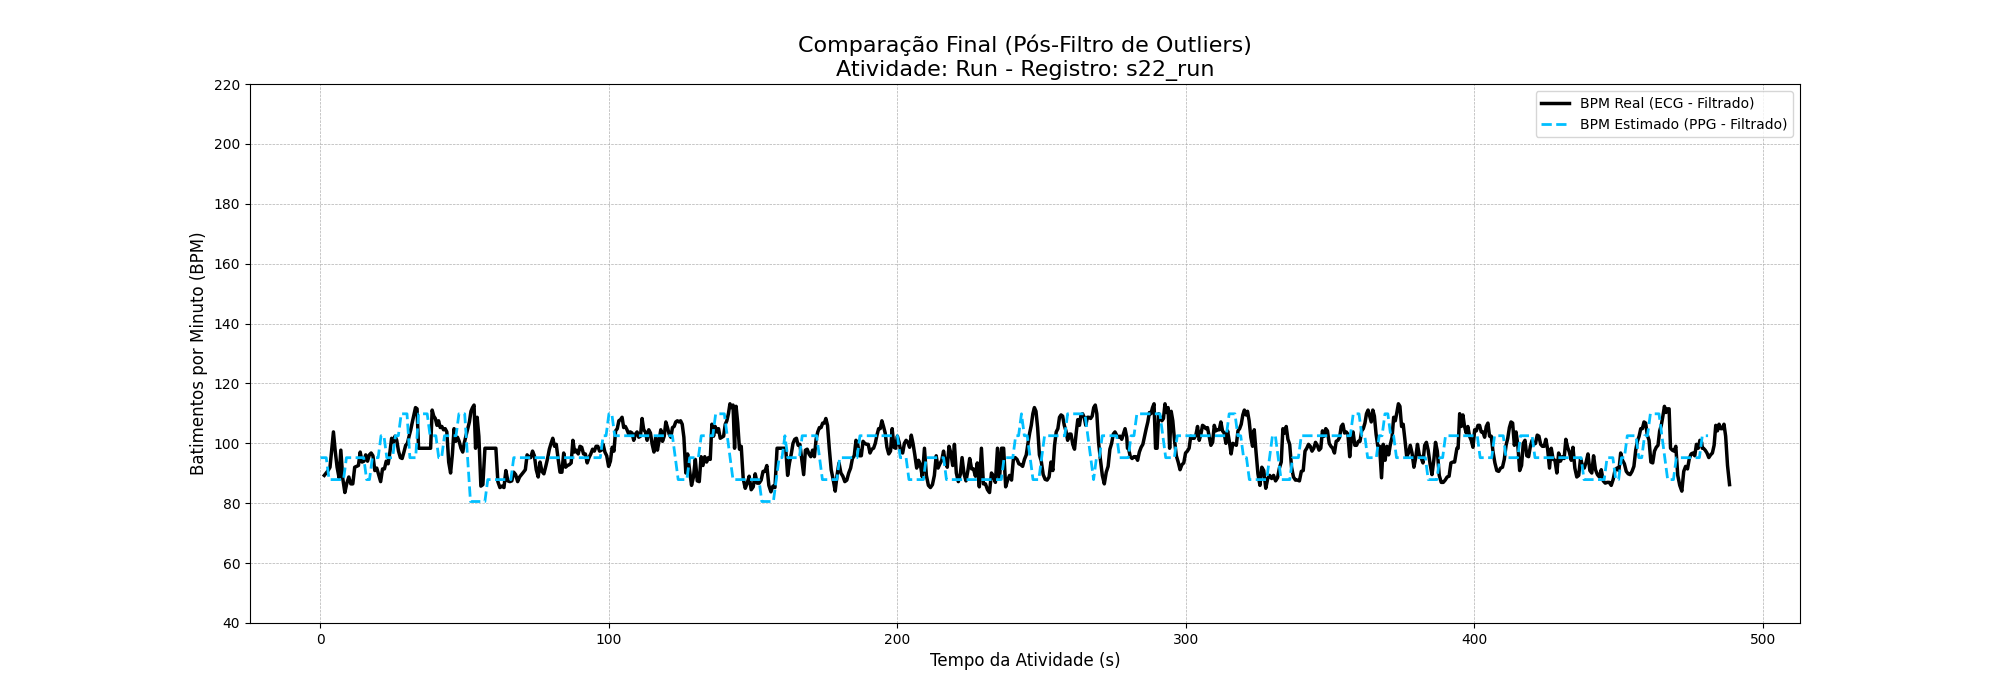 Comparação Final (Pós-Filtro de Outliers)
Atividade: Run - Registro: s22_run
BPM Real (ECG - Filtrado)
BPM Estimado (PPG - Filtrado)
Batimentos por Minuto (BPM)
220
200
180
160
140
120
100
80
60
40
0 100 200 300 400 500
Tempo da Atividade (s)